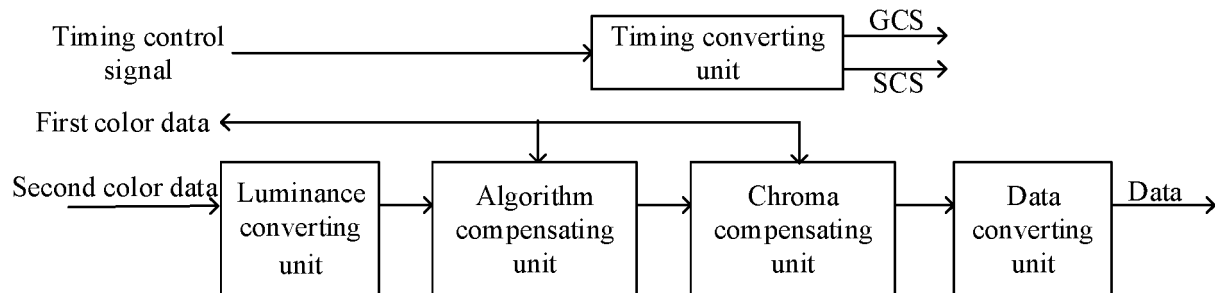 Timing control
signal
Timing converting
unit
GCS
SCS
First color data
Second color data
Luminance
converting
unit
Algorithm
compensating
unit
Chroma
compensating
unit
Data
converting
unit
Data